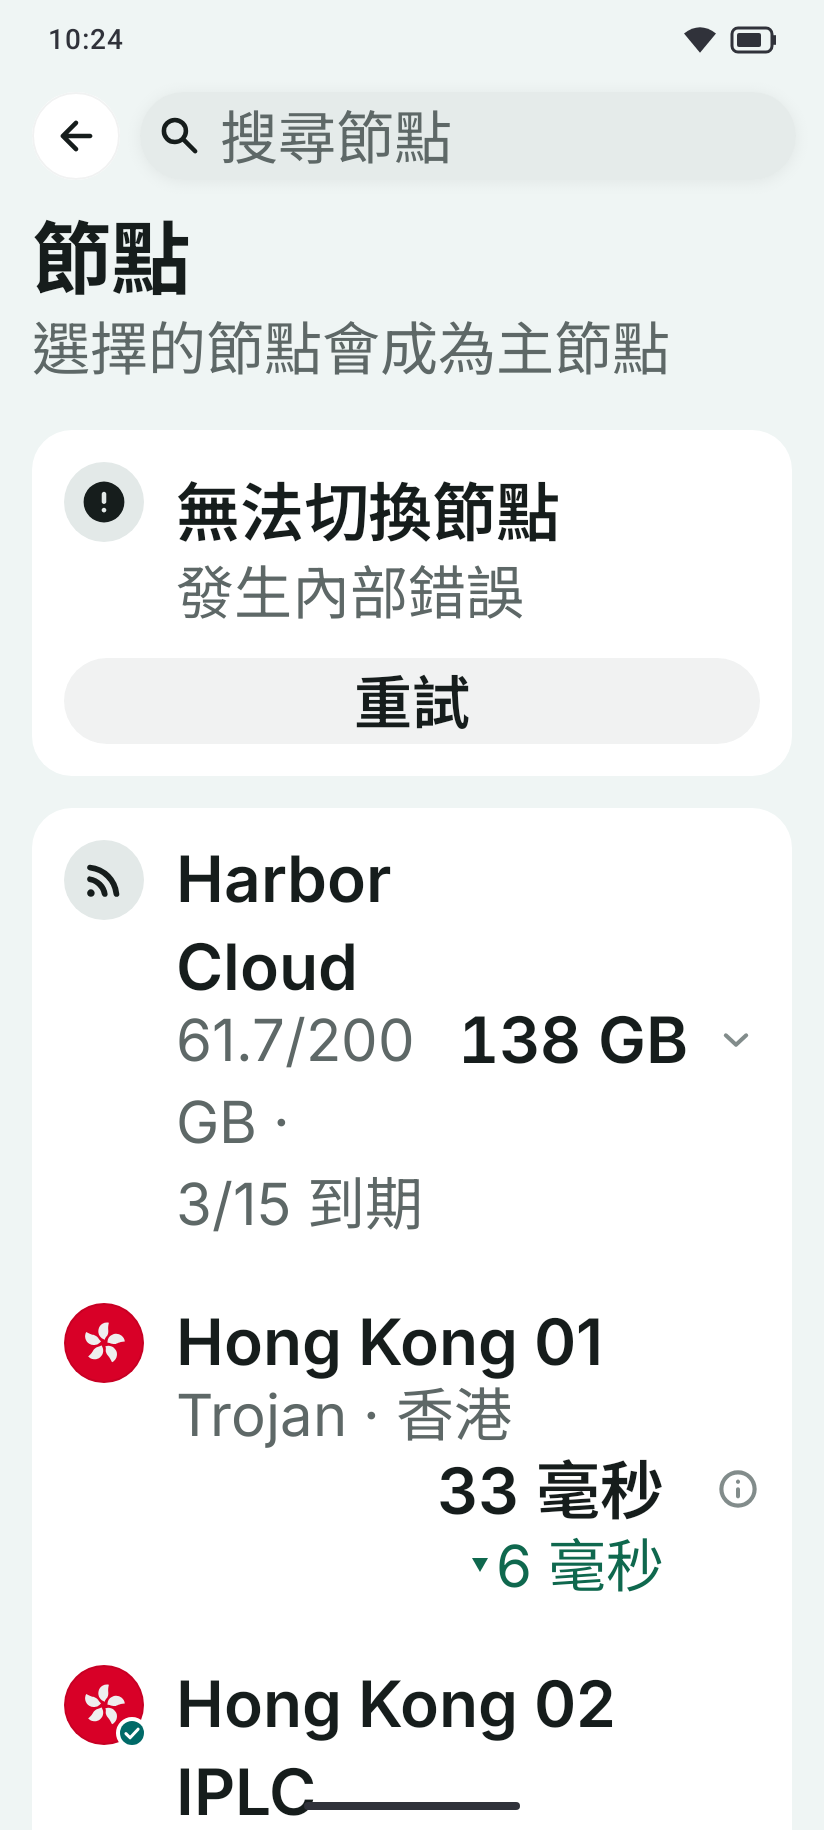 10:24
搜尋節點
節點
選擇的節點會成為主節點
無法切換節點
發生內部錯誤
重試
Harbor
Cloud
61.7/200
GB ·
3/15 到期
138 GB
Hong Kong 01
Trojan · 香港
33 毫秒
▼6 毫秒
Hong Kong 02
IPLC